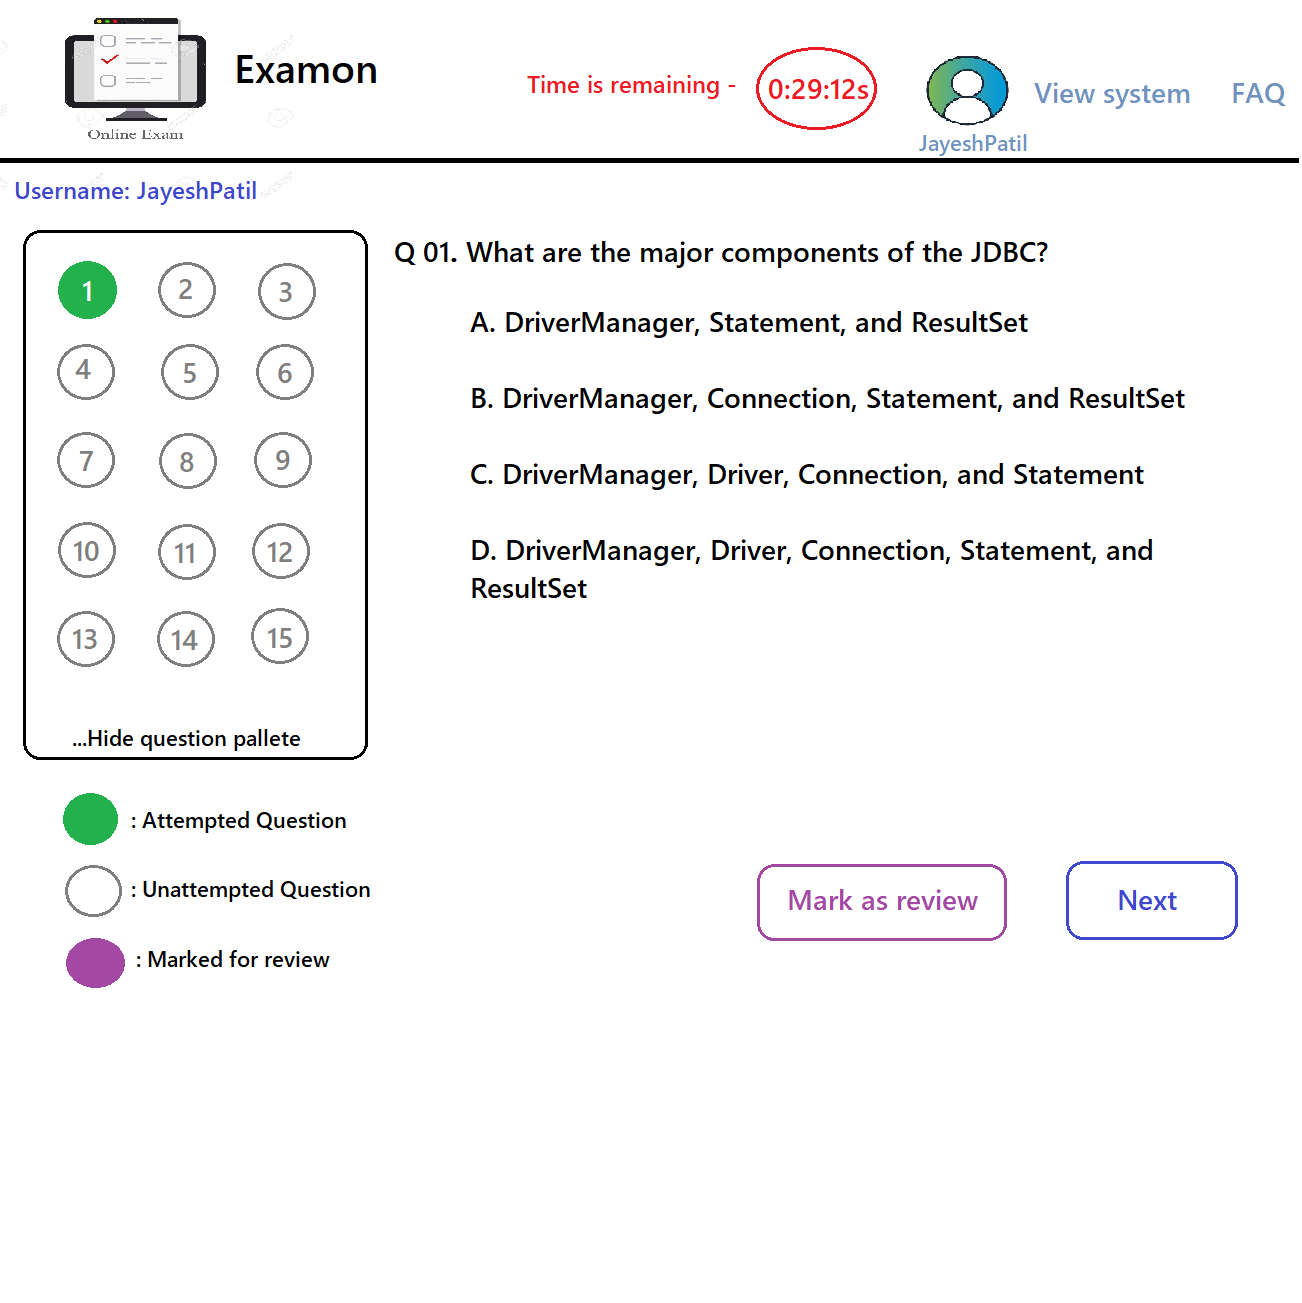 Examon
Online Exam
Time is remaining -
0:29:12s
JayeshPatil
View system
FAQ
Username: JayeshPatil
1
2
3
4
5
6
7
8
9
10
11
12
13
14
15
...Hide question pallete
: Attempted Question
: Unattempted Question
: Marked for review
Q 01. What are the major components of the JDBC?
A. DriverManager, Statement, and ResultSet
B. DriverManager, Connection, Statement, and ResultSet
C. DriverManager, Driver, Connection, and Statement
D. DriverManager, Driver, Connection, Statement, and
ResultSet
Mark as review
Next